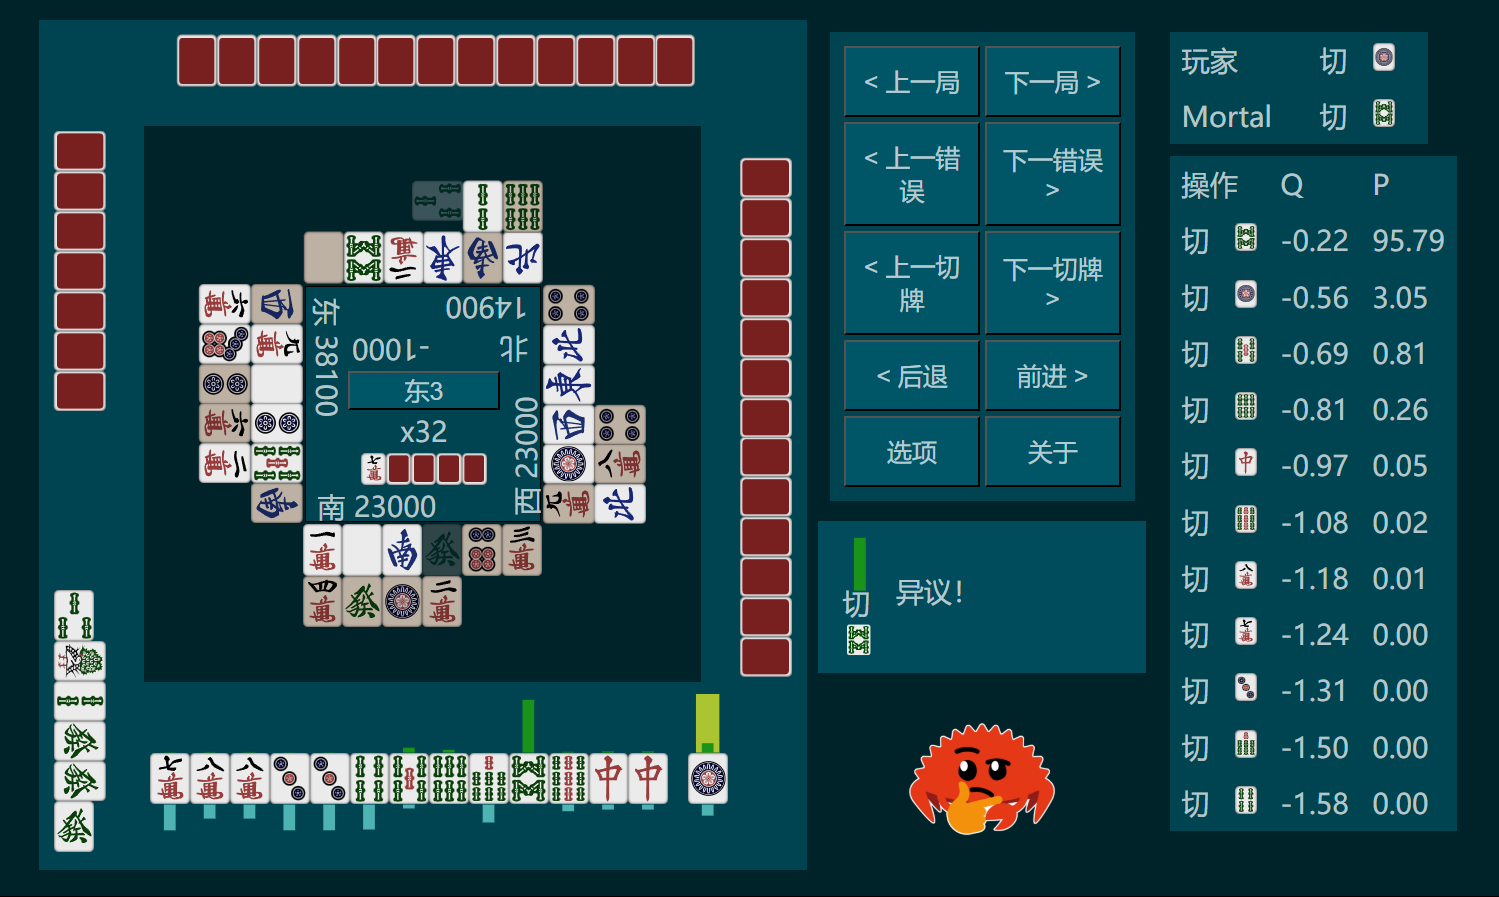 < 上一局
下一局 >
< 上一错
误
下一错误
>
< 上一切
牌
下一切牌
>
< 后退
前进 >
选项
关于
玩家 切
Mortal 切
操作 Q P
切 -0.22 95.79
切 -0.56 3.05
切 -0.69 0.81
切 -0.81 0.26
切 -0.97 0.05
切 -1.08 0.02
切 -1.18 0.01
切 -1.24 0.00
切 -1.31 0.00
切 -1.50 0.00
切 -1.58 0.00
异议!
切
北 14900
-1000
东 38100
东3
x32
西 23000
南 23000